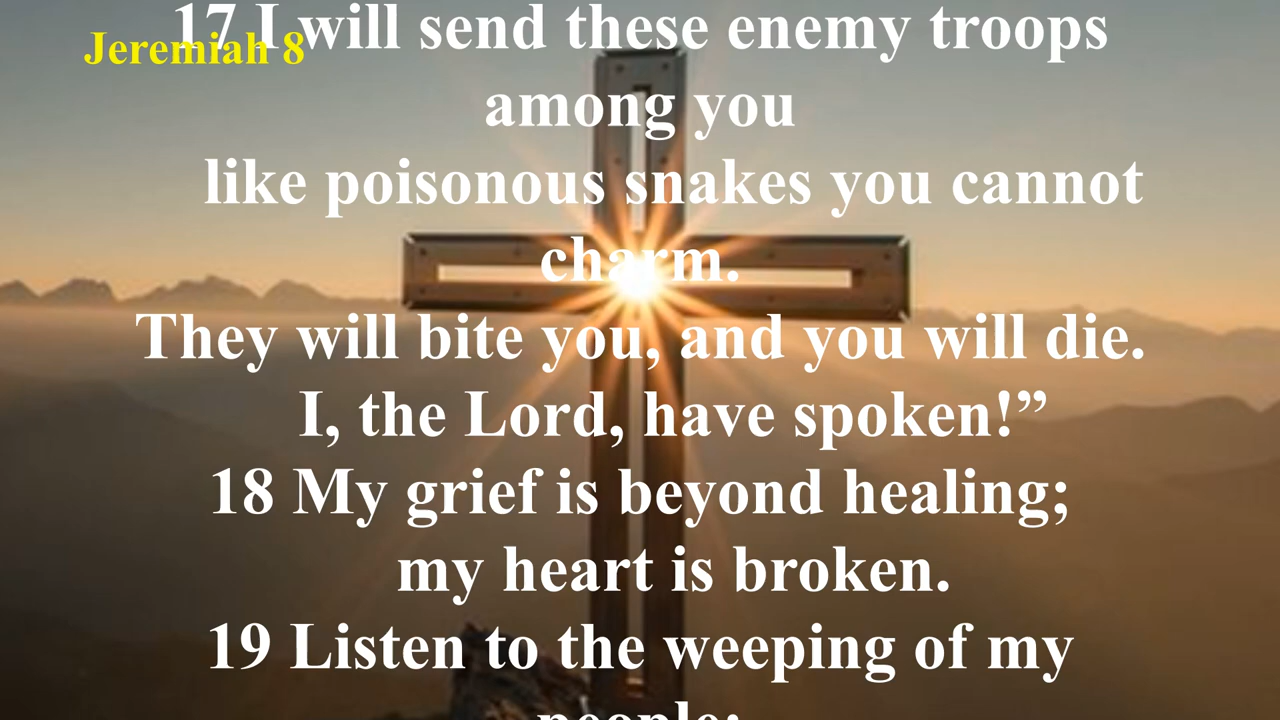 Jeremiah 8
17 I will send these enemy troops
among you
like poisonous snakes you cannot
charm.
They will bite you, and you will die.
I, the Lord, have spoken!”
18 My grief is beyond healing;
my heart is broken.
19 Listen to the weeping of my
people;